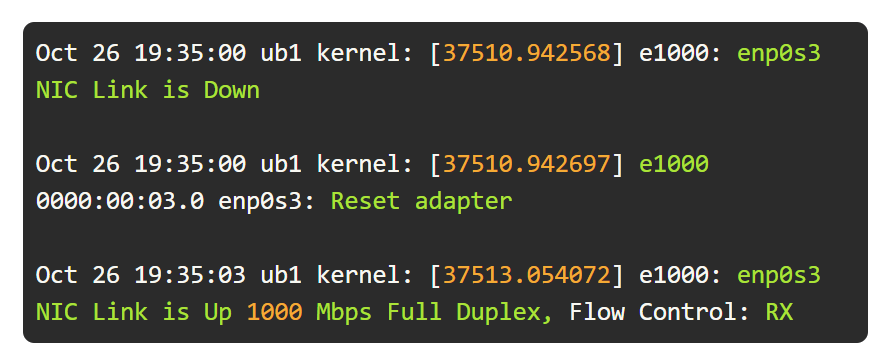 Oct 26 19:35:00 ub1 kernel: [37510.942568] e1000: enp0s3
NIC Link is Down
Oct 26 19:35:00 ub1 kernel: [37510.942697] e1000
0000:00:03.0 enp0s3: Reset adapter
Oct 26 19:35:03 ub1 kernel: [37513.054072] e1000: enp0s3
NIC Link is Up 1000 Mbps Full Duplex, Flow Control: RX